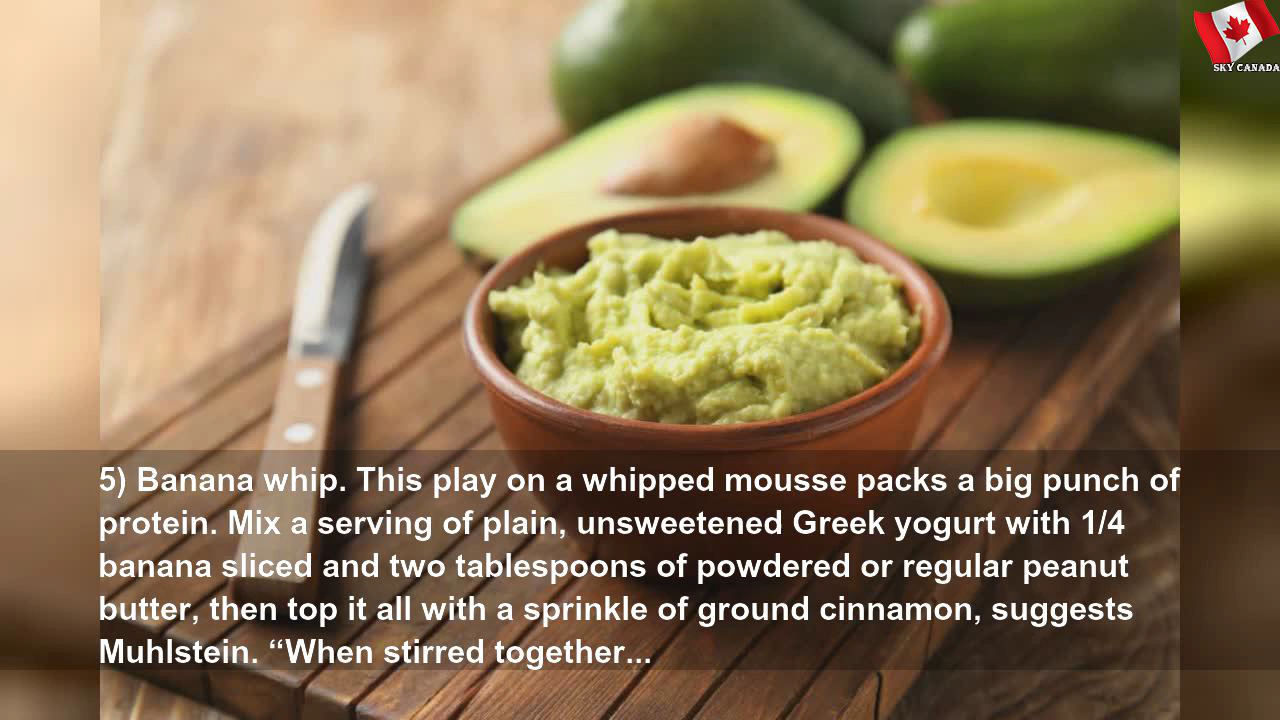 SKY CANADA
5) Banana whip. This play on a whipped mousse packs a big punch of
protein. Mix a serving of plain, unsweetened Greek yogurt with 1/4
banana sliced and two tablespoons of powdered or regular peanut
butter, then top it all with a sprinkle of ground cinnamon, suggests
Muhlstein. “When stirred together...